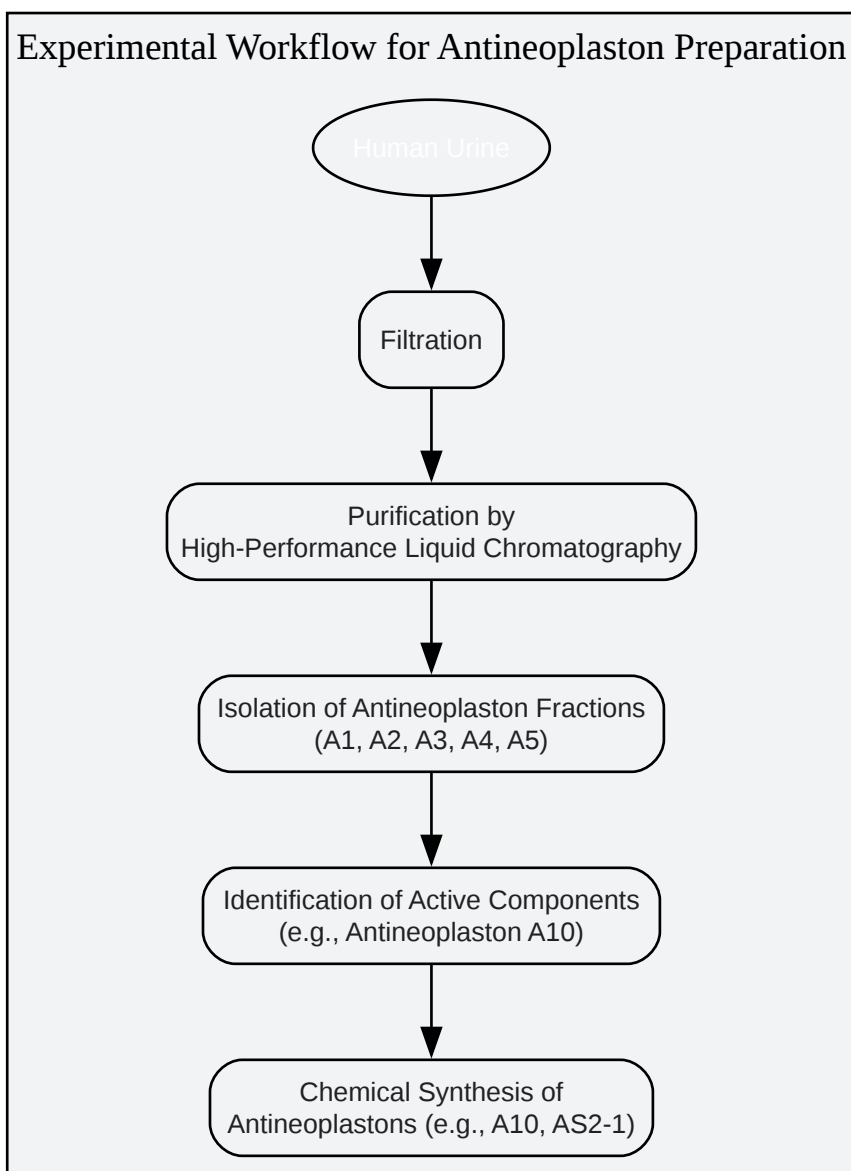 Experimental Workflow for Antineoplaston Preparation
Human Urine
Filtration
Purification by
High-Performance Liquid Chromatography
Isolation of Antineoplaston Fractions
(A1, A2, A3, A4, A5)
Identification of Active Components
(e.g., Antineoplaston A10)
Chemical Synthesis of
Antineoplastons (e.g., A10, AS2-1)